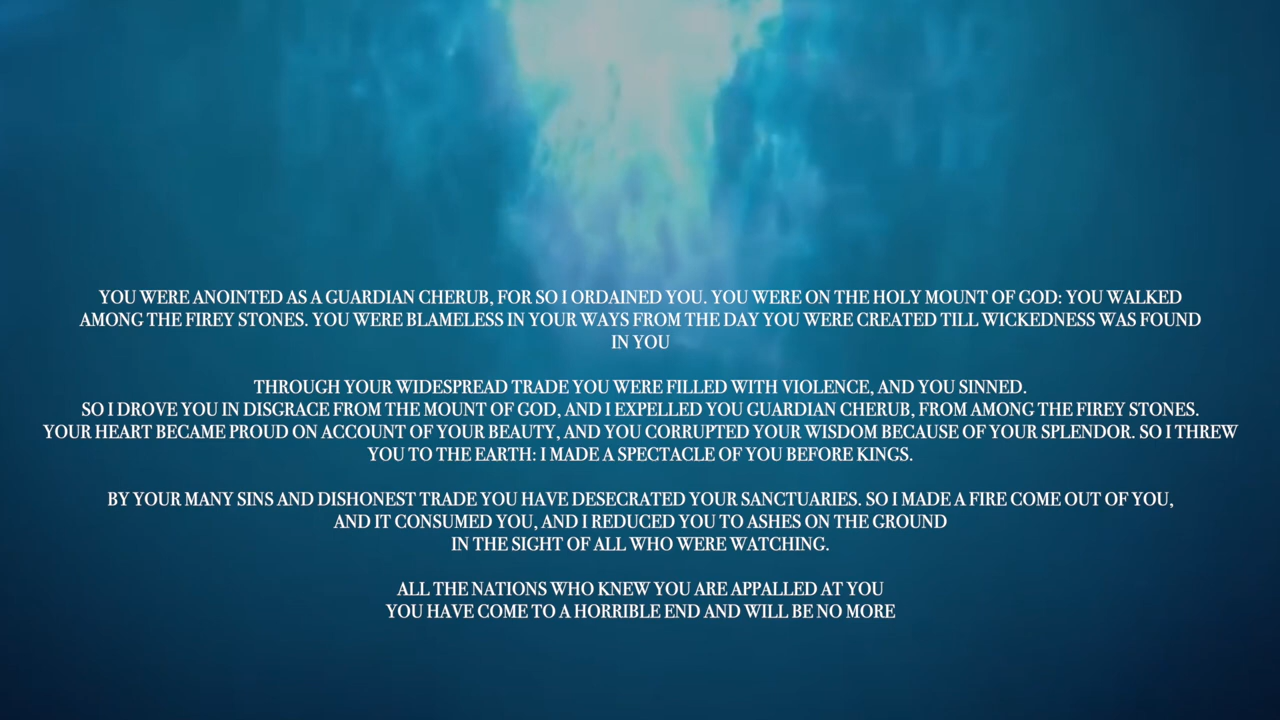 YOU WERE ANOINTED AS A GUARDIAN CHERUB, FOR SO I ORDAINED YOU. YOU WERE ON THE HOLY MOUNT OF GOD: YOU WALKED
AMONG THE FIREY STONES. YOU WERE BLAMELESS IN YOUR WAYS FROM THE DAY YOU WERE CREATED TILL WICKEDNESS WAS FOUND
IN YOU
THROUGH YOUR WIDESPREAD TRADE YOU WERE FILLED WITH VIOLENCE, AND YOU SINNED.
SO I DROVE YOU IN DISGRACE FROM THE MOUNT OF GOD, AND I EXPELLED YOU GUARDIAN CHERUB, FROM AMONG THE FIREY STONES.
YOUR HEART BECAME PROUD ON ACCOUNT OF YOUR BEAUTY, AND YOU CORRUPTED YOUR WISDOM BECAUSE OF YOUR SPLENDOR. SO I THREW
YOU TO THE EARTH: I MADE A SPECTACLE OF YOU BEFORE KINGS.
BY YOUR MANY SINS AND DISHONEST TRADE YOU HAVE DESECRATED YOUR SANCTUARIES. SO I MADE A FIRE COME OUT OF YOU,
AND IT CONSUMED YOU, AND I REDUCED YOU TO ASHES ON THE GROUND
IN THE SIGHT OF ALL WHO WERE WATCHING.
ALL THE NATIONS WHO KNEW YOU ARE APPALLED AT YOU
YOU HAVE COME TO A HORRIBLE END AND WILL BE NO MORE